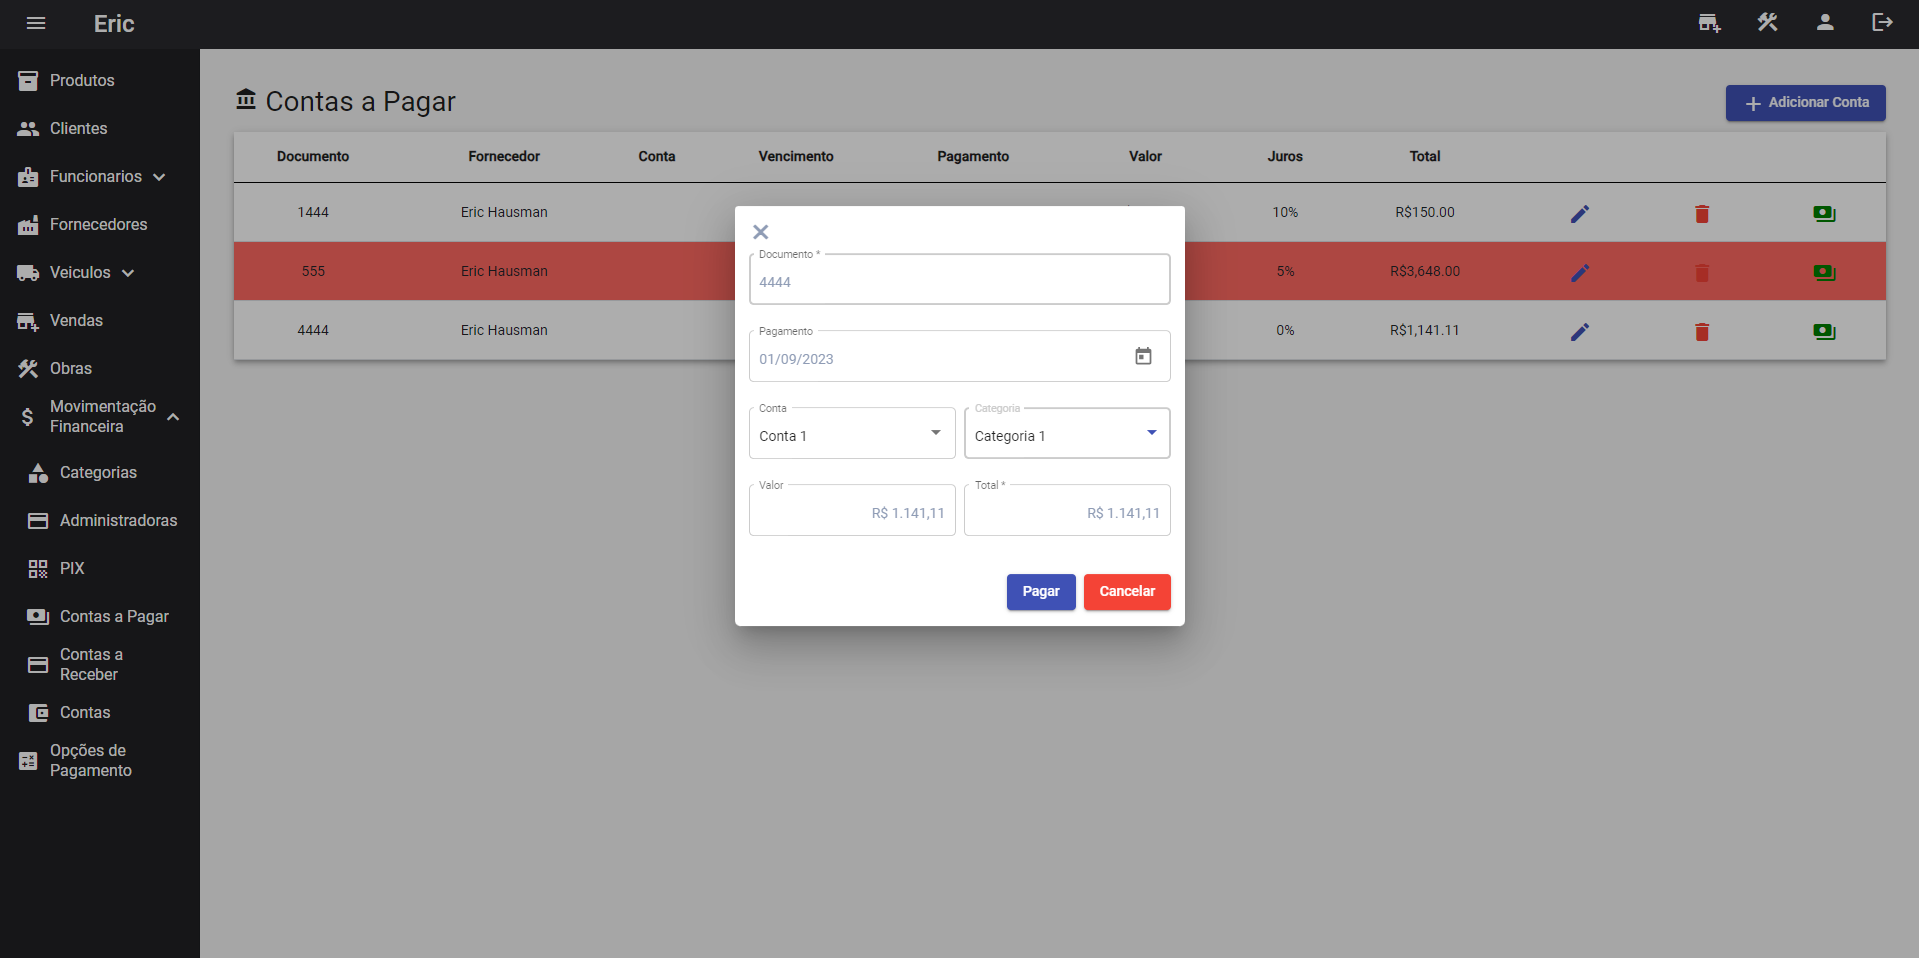 Eric
Produtos
Clientes
Funcionarios
Fornecedores
Veiculos
Vendas
Obras
Movimentação
Financeira
Categorias
Administradoras
PIX
Contas a Pagar
Contas a
Receber
Contas
Opções de
Pagamento
Contas a Pagar
Adicionar Conta
Documento Fornecedor Conta Vencimento Pagamento Valor Juros Total
1444 Eric Hausman 10% R$150.00
555 Eric Hausman 5% R$3,648.00
4444 Eric Hausman 0% R$1,141.11
Documento *
4444
Pagamento
01/09/2023
Conta
Conta 1
Categoria
Categoria 1
Valor
R$ 1.141,11
Total *
R$ 1.141,11
Pagar
Cancelar